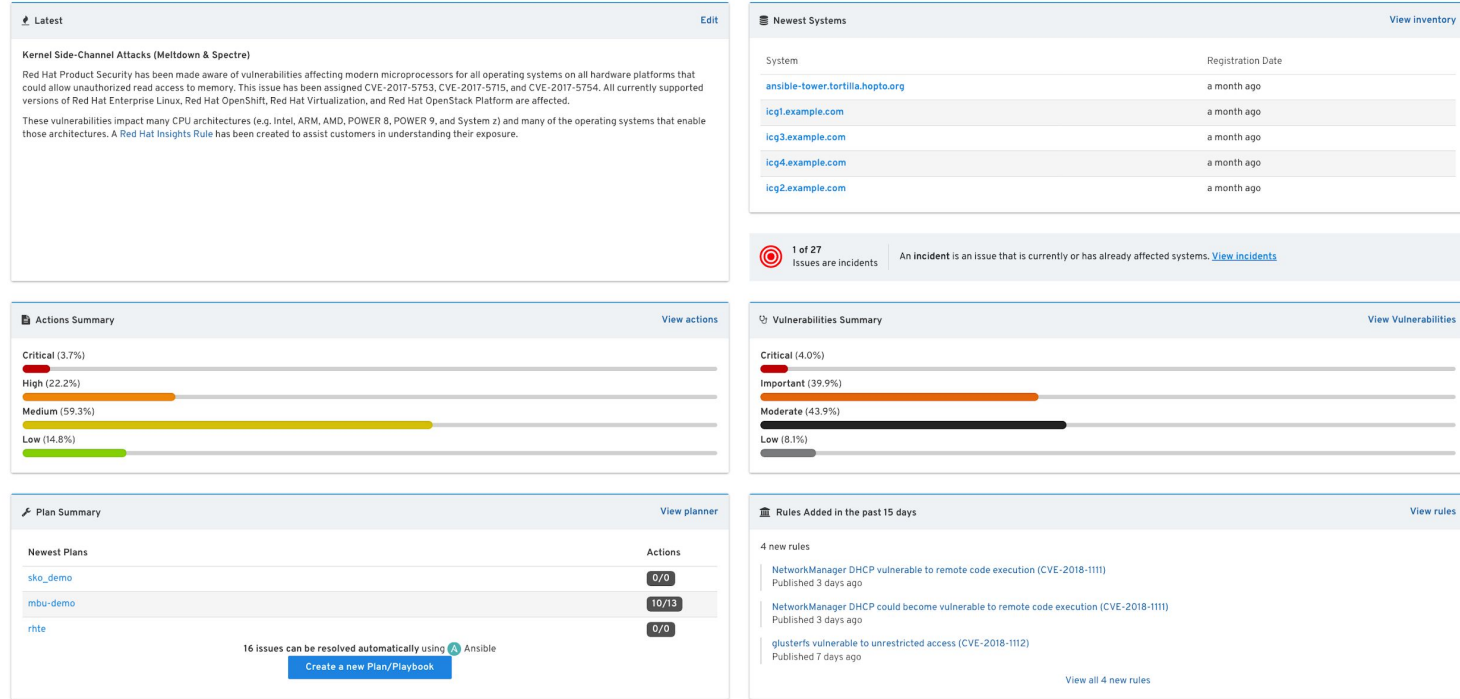 Latest
Edit
Kernel Side-Channel Attacks (Meltdown & Spectre)
Red Hat Product Security has been made aware of vulnerabilities affecting modern microprocessors for all operating systems on all hardware platforms that
could allow unauthorized read access to memory. This issue has been assigned CVE-2017-5753, CVE-2017-5715, and CVE-2017-5754. All currently supported
versions of Red Hat Enterprise Linux, Red Hat OpenShift, Red Hat Virtualization, and Red Hat OpenStack Platform are affected.
These vulnerabilities impact many CPU architectures (e.g. Intel, ARM, AMD, POWER 8, POWER 9, and System z) and many of the operating systems that enable
those architectures. A Red Hat Insights Rule has been created to assist customers in understanding their exposure.
Newest Systems
View inventory
System Registration Date
ansible-tower.tortilla.hopto.org a month ago
icg1.example.com a month ago
icg3.example.com a month ago
icg4.example.com a month ago
icg2.example.com a month ago
1 of 27
Issues are incidents
An incident is an issue that is currently or has already affected systems. View incidents
Actions Summary
View actions
Critical (3.7%)
High (22.2%)
Medium (59.3%)
Low (14.8%)
Vulnerabilities Summary
View Vulnerabilities
Critical (4.0%)
Important (39.9%)
Moderate (43.9%)
Low (8.1%)
Plan Summary
View planner
Newest Plans Actions
sko_demo 0/0
mbu-demo 10/13
rhte 0/0
16 issues can be resolved automatically using A Ansible
Create a new Plan/Playbook
Rules Added in the past 15 days
View rules
4 new rules
NetworkManager DHCP vulnerable to remote code execution (CVE-2018-1111)
Published 3 days ago
NetworkManager DHCP could become vulnerable to remote code execution (CVE-2018-1111)
Published 3 days ago
glusterfs vulnerable to unrestricted access (CVE-2018-1112)
Published 7 days ago
View all 4 new rules